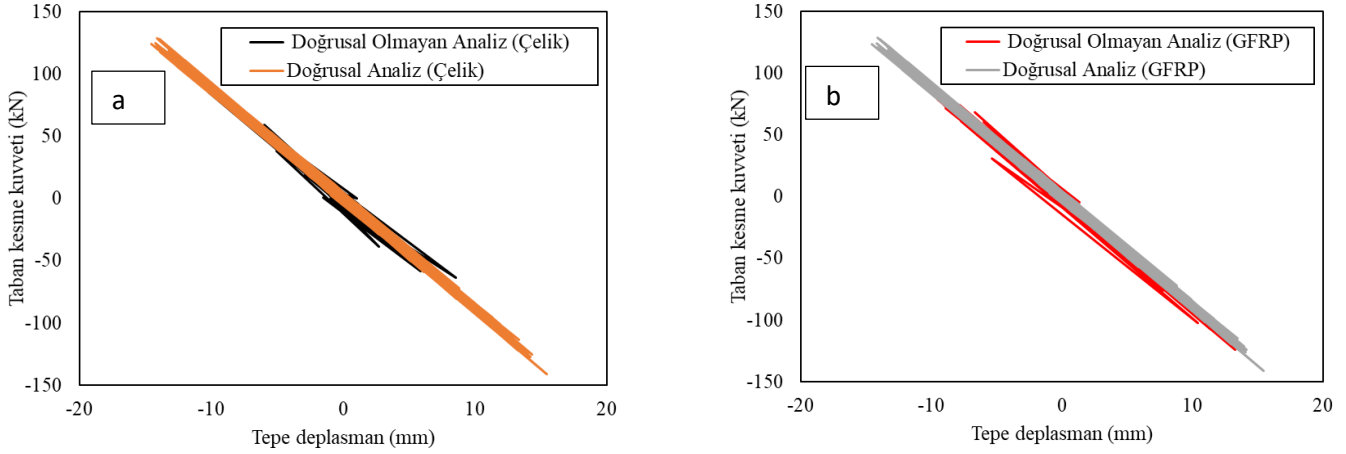 150
100
50
0
-50
-100
-150
-20
-10
0
10
20
Taban kesme kuvveti (kN)
Tepe deplasman (mm)
Doğrusal Olmayan Analiz (Çelik)
Doğrusal Analiz (Çelik)
a
150
100
50
0
-50
-100
-150
-20
-10
0
10
20
Taban kesme kuvveti (kN)
Tepe deplasman (mm)
Doğrusal Olmayan Analiz (GFRP)
Doğrusal Analiz (GFRP)
b